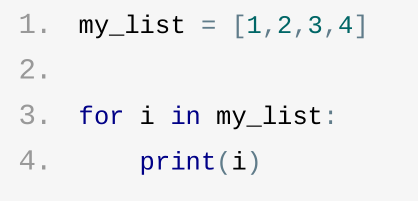 1. my_list = [1,2,3,4]
2.
3. for i in my_list:
4.     print(i)